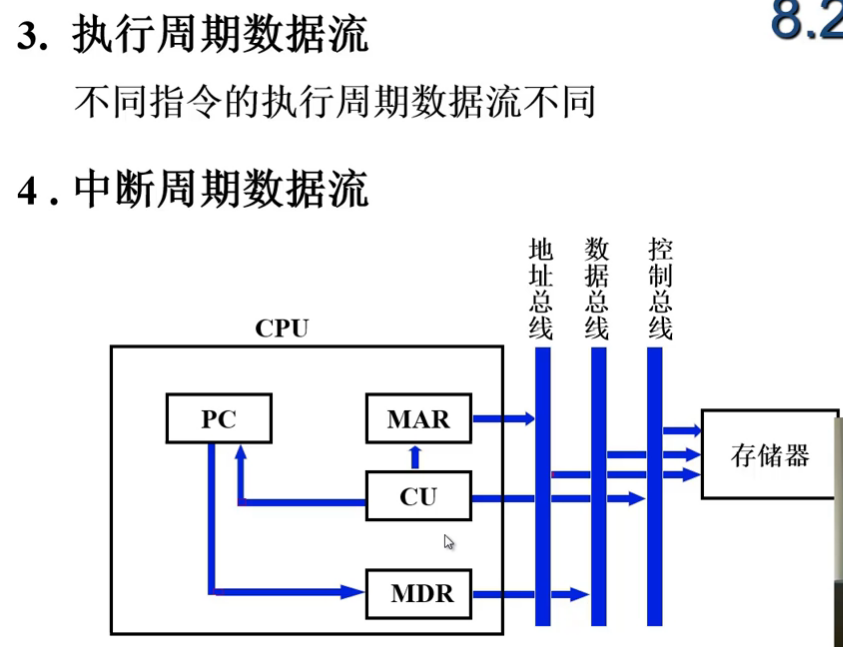 8.2
3. 执行周期数据流
不同指令的执行周期数据流不同
4 . 中断周期数据流
地址总线
数据总线
控制总线
CPU
PC
MAR
存储器
CU
MDR